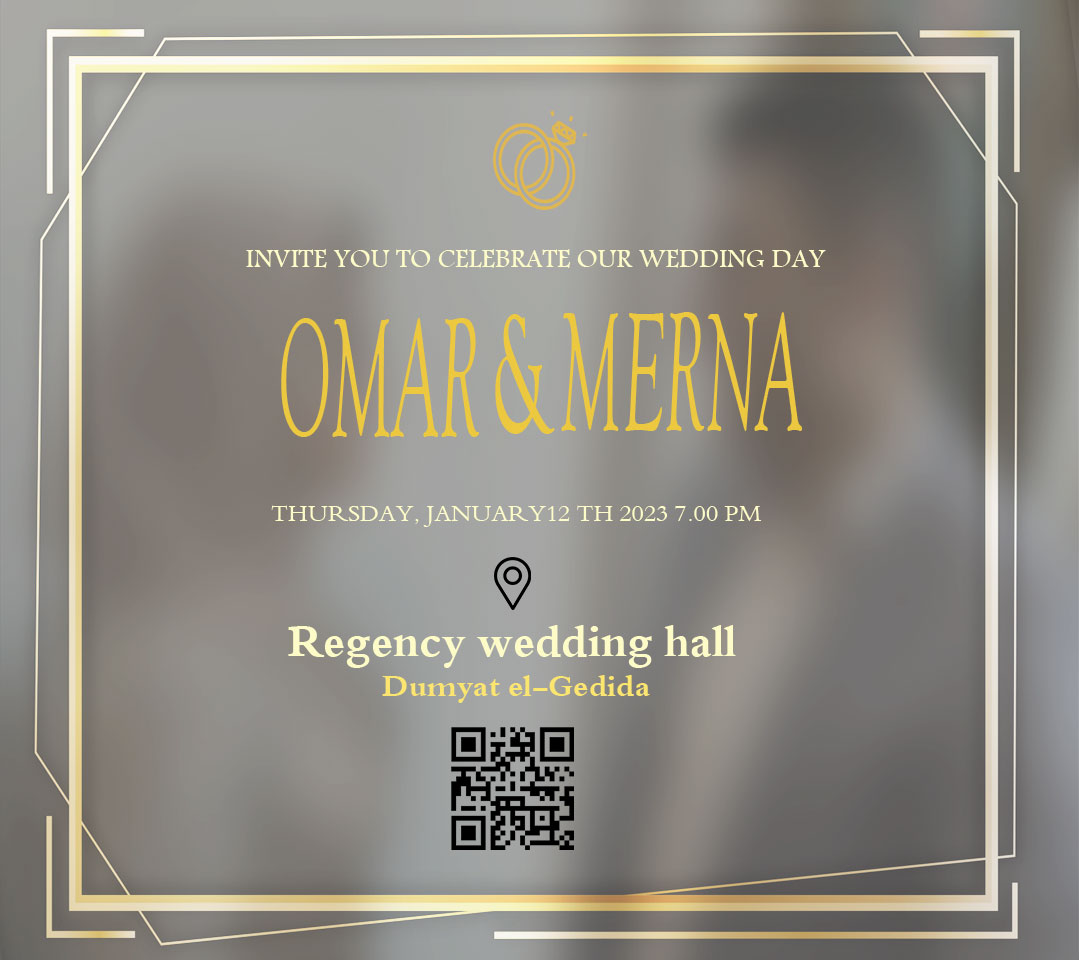 INVITE YOU TO CELEBRATE OUR WEDDING DAY
OMAR & MERNA
THURSDAY, JANUARY12 TH 2023 7.00 PM
Regency wedding hall
Dumyat el-Gedida